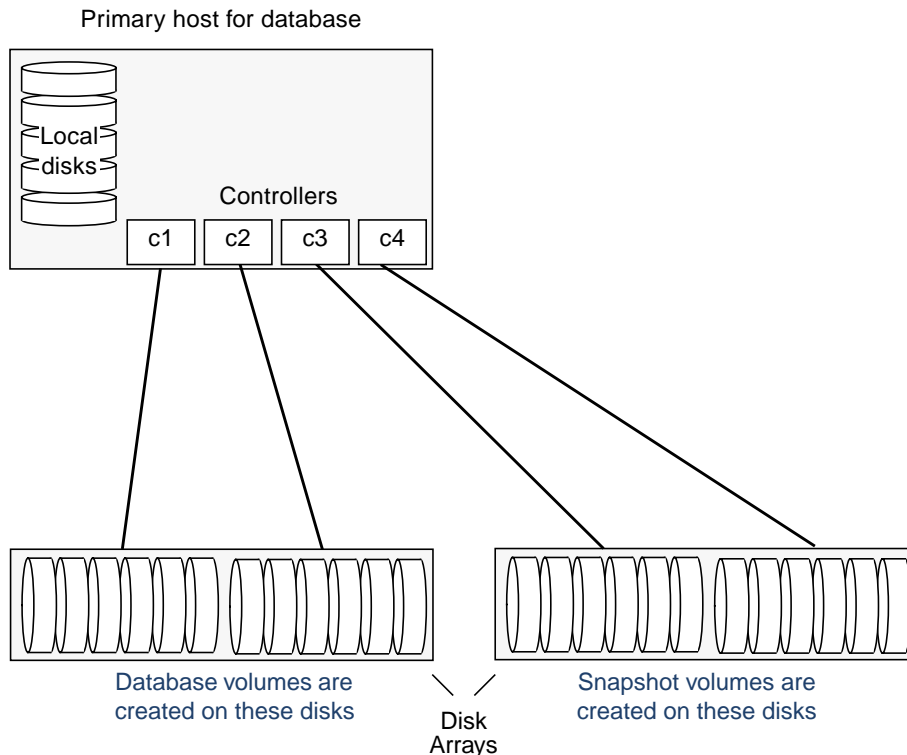 Primary host for database
Local
disks
Controllers
c1 c2 c3 c4
Database volumes are
created on these disks
Snapshot volumes are
created on these disks
Disk
Arrays